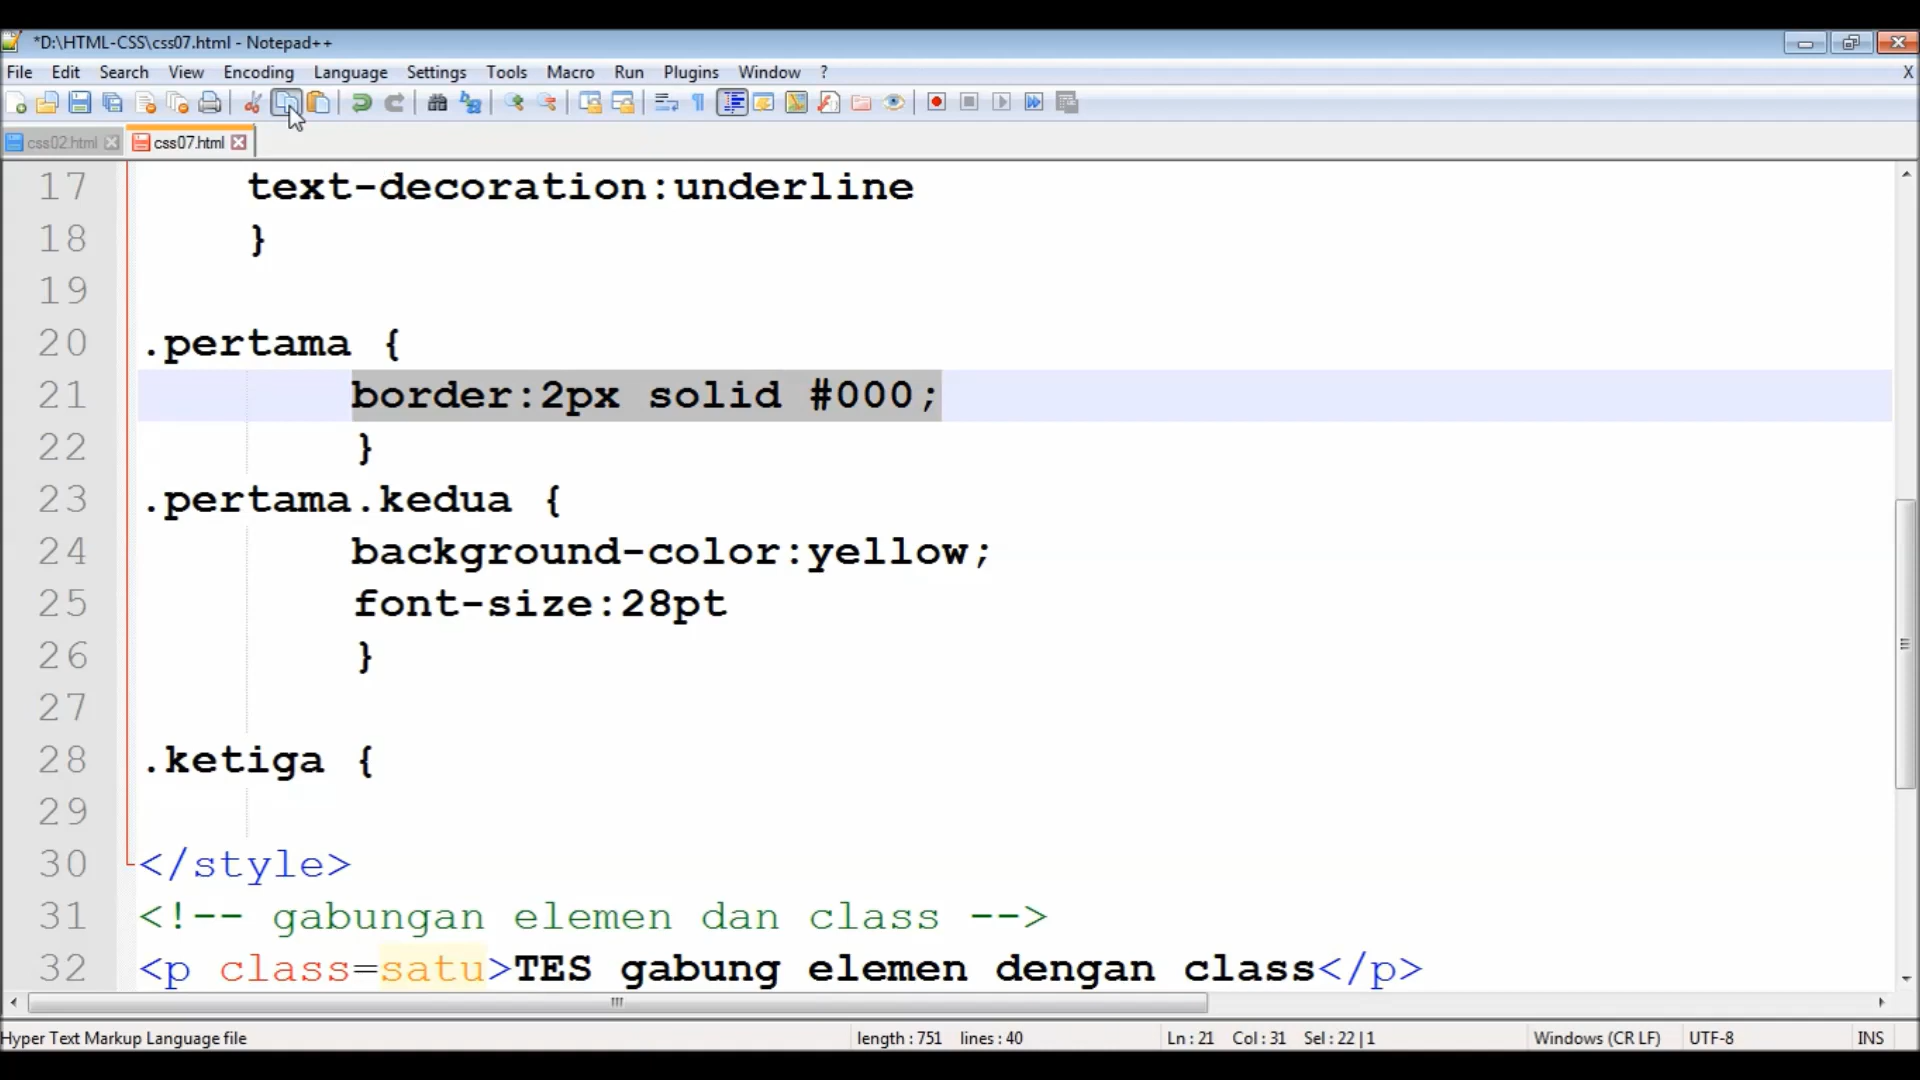 *D:\HTML-CSS\css07.html - Notepad++
File Edit Search View Encoding Language Settings Tools Macro Run Plugins Window ? X
css02.html css07.html
17 text-decoration:underline
18 }
19
20 .pertama {
21 border:2px solid #000;
22 }
23 .pertama.kedua {
24 background-color:yellow;
25 font-size:28pt
26 }
27
28 .ketiga {
29
30 </style>
31 <!-- gabungan elemen dan class -->
32 <p class=satu>TES gabung elemen dengan class</p>
Hyper Text Markup Language file length : 751 lines : 40 Ln : 21 Col : 31 Sel : 22 | 1 Windows (CR LF) UTF-8 INS